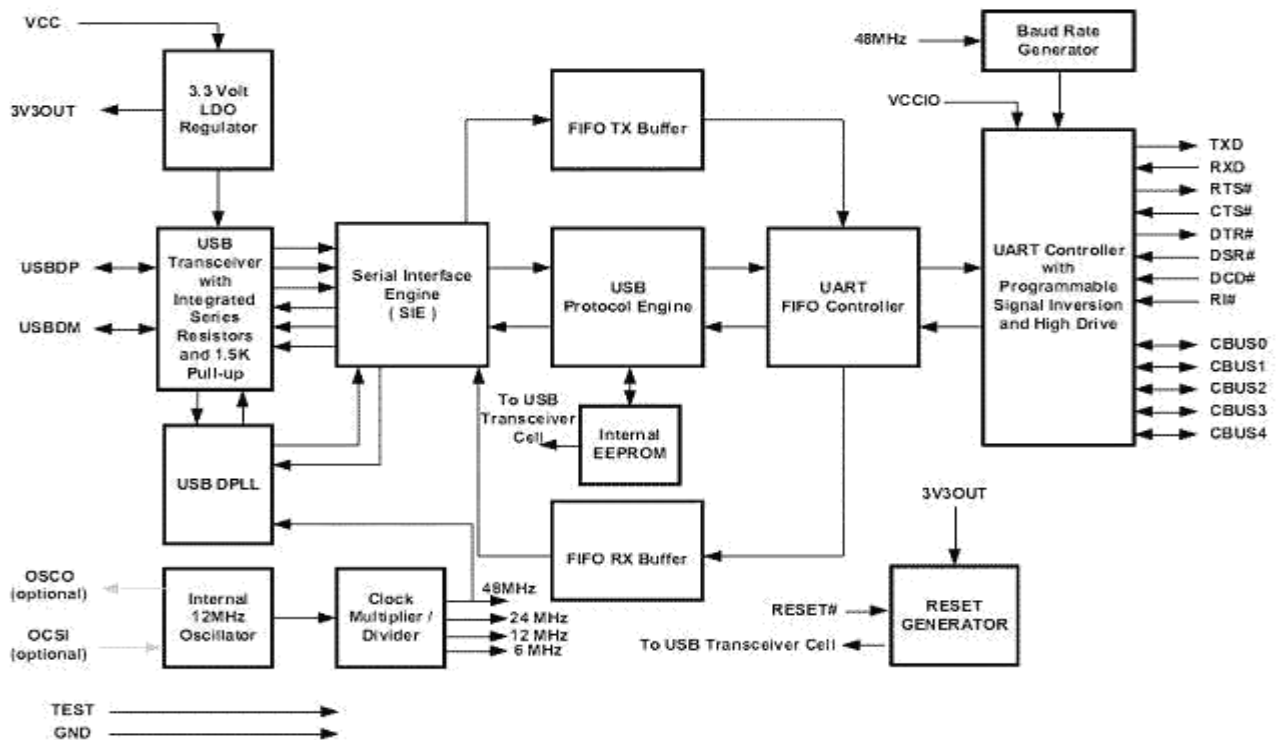 VCC
3V3OUT
3.3 Volt
LDO
Regulator
FIFO TX Buffer
48MHz
Baud Rate
Generator
VCCIO
USBDP
USBDM
USB
Transceiver
with
Integrated
Series
Resistors
and 1.5K
Pull-up
Serial Interface
Engine
( SIE )
USB
Protocol Engine
UART
FIFO Controller
UART Controller
with
Programmable
Signal Inversion
and High Drive
TXD
RXD
RTS#
CTS#
DTR#
DSR#
DCD#
RI#
CBUS0
CBUS1
CBUS2
CBUS3
CBUS4
USB DPLL
To USB
Transceiver
Cell
Internal
EEPROM
FIFO RX Buffer
3V3OUT
RESET#
RESET
GENERATOR
To USB Transceiver Cell
OSCO
(optional)
OCSI
(optional)
Internal
12MHz
Oscillator
Clock
Multiplier /
Divider
48MHz
24 MHz
12 MHz
6 MHz
TEST
GND